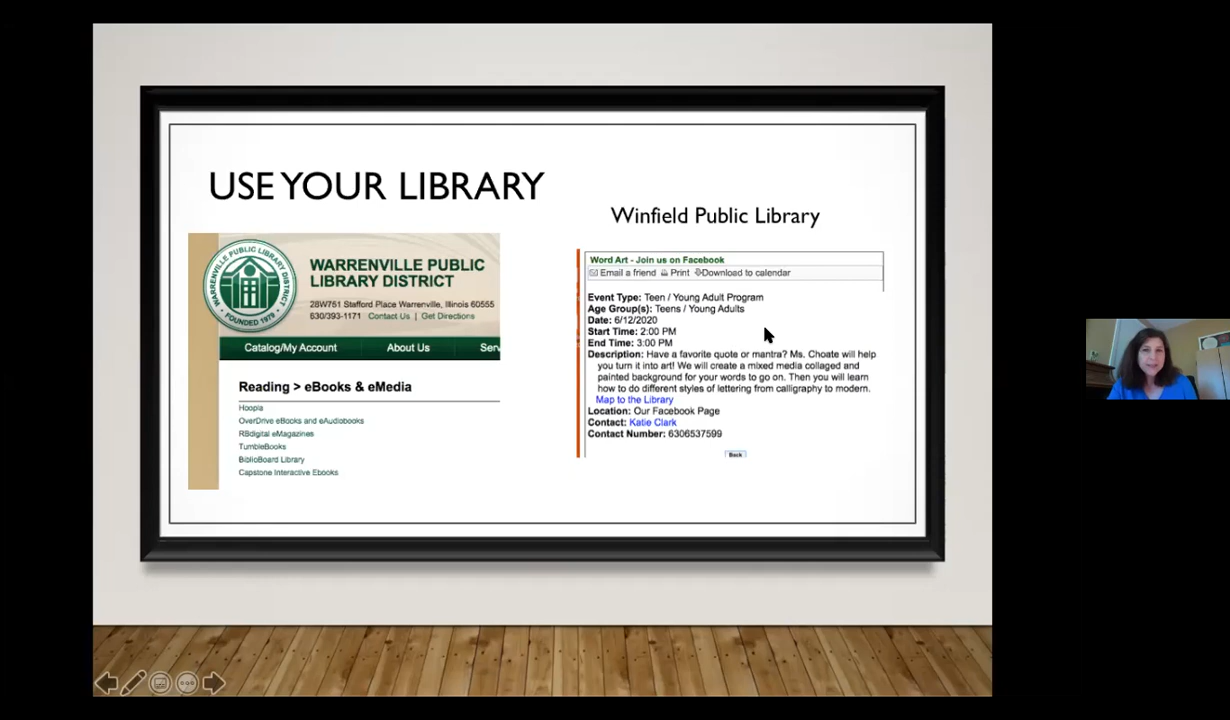 USE YOUR LIBRARY
WARRENVILLE PUBLIC LIBRARY DISTRICT
FOUNDED 1979
WARRENVILLE PUBLIC
LIBRARY DISTRICT
28W751 Stafford Place Warrenville, Illinois 60555
630/393-1171 Contact Us | Get Directions
Catalog/My Account About Us Serv
Reading > eBooks & eMedia
Hoopla
OverDrive eBooks and eAudiobooks
RBdigital eMagazines
TumbleBooks
BiblioBoard Library
Capstone Interactive Ebooks
Winfield Public Library
Word Art - Join us on Facebook
Email a friend Print Download to calendar
Event Type: Teen / Young Adult Program
Age Group(s): Teens / Young Adults
Date: 6/12/2020
Start Time: 2:00 PM
End Time: 3:00 PM
Description: Have a favorite quote or mantra? Ms. Choate will help
you turn it into art! We will create a mixed media collaged and
painted background for your words to go on. Then you will learn
how to do different styles of lettering from calligraphy to modern.
Map to the Library
Location: Our Facebook Page
Contact: Katie Clark
Contact Number: 6306537599
Back